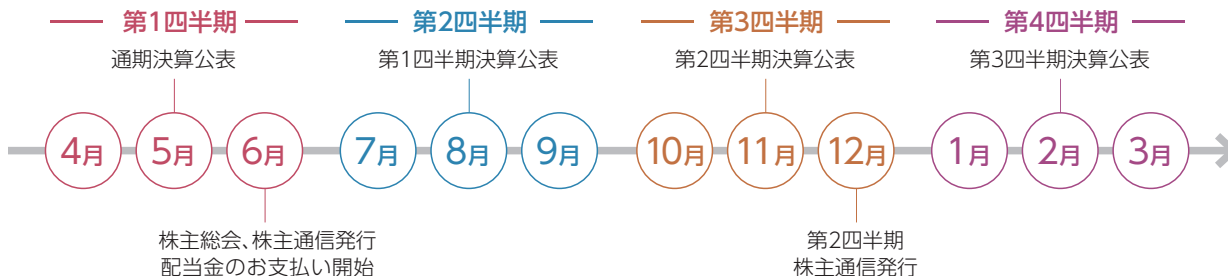 第1四半期
第2四半期
第3四半期
第4四半期
通期決算公表
第1四半期決算公表
第2四半期決算公表
第3四半期決算公表
4月
5月
6月
7月
8月
9月
10月
11月
12月
1月
2月
3月
株主総会、株主通信発行
配当金のお支払い開始
第2四半期
株主通信発行